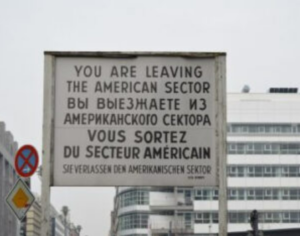 YOU ARE LEAVING
THE AMERICAN SECTOR
ВЫ ВЫЕЗЖАЕТЕ ИЗ
АМЕРИКАНСКОГО СЕКТОРА
VOUS SORTEZ
DU SECTEUR AMÉRICAIN
SIE VERLASSEN DEN AMERIKANISCHEN SEKTOR